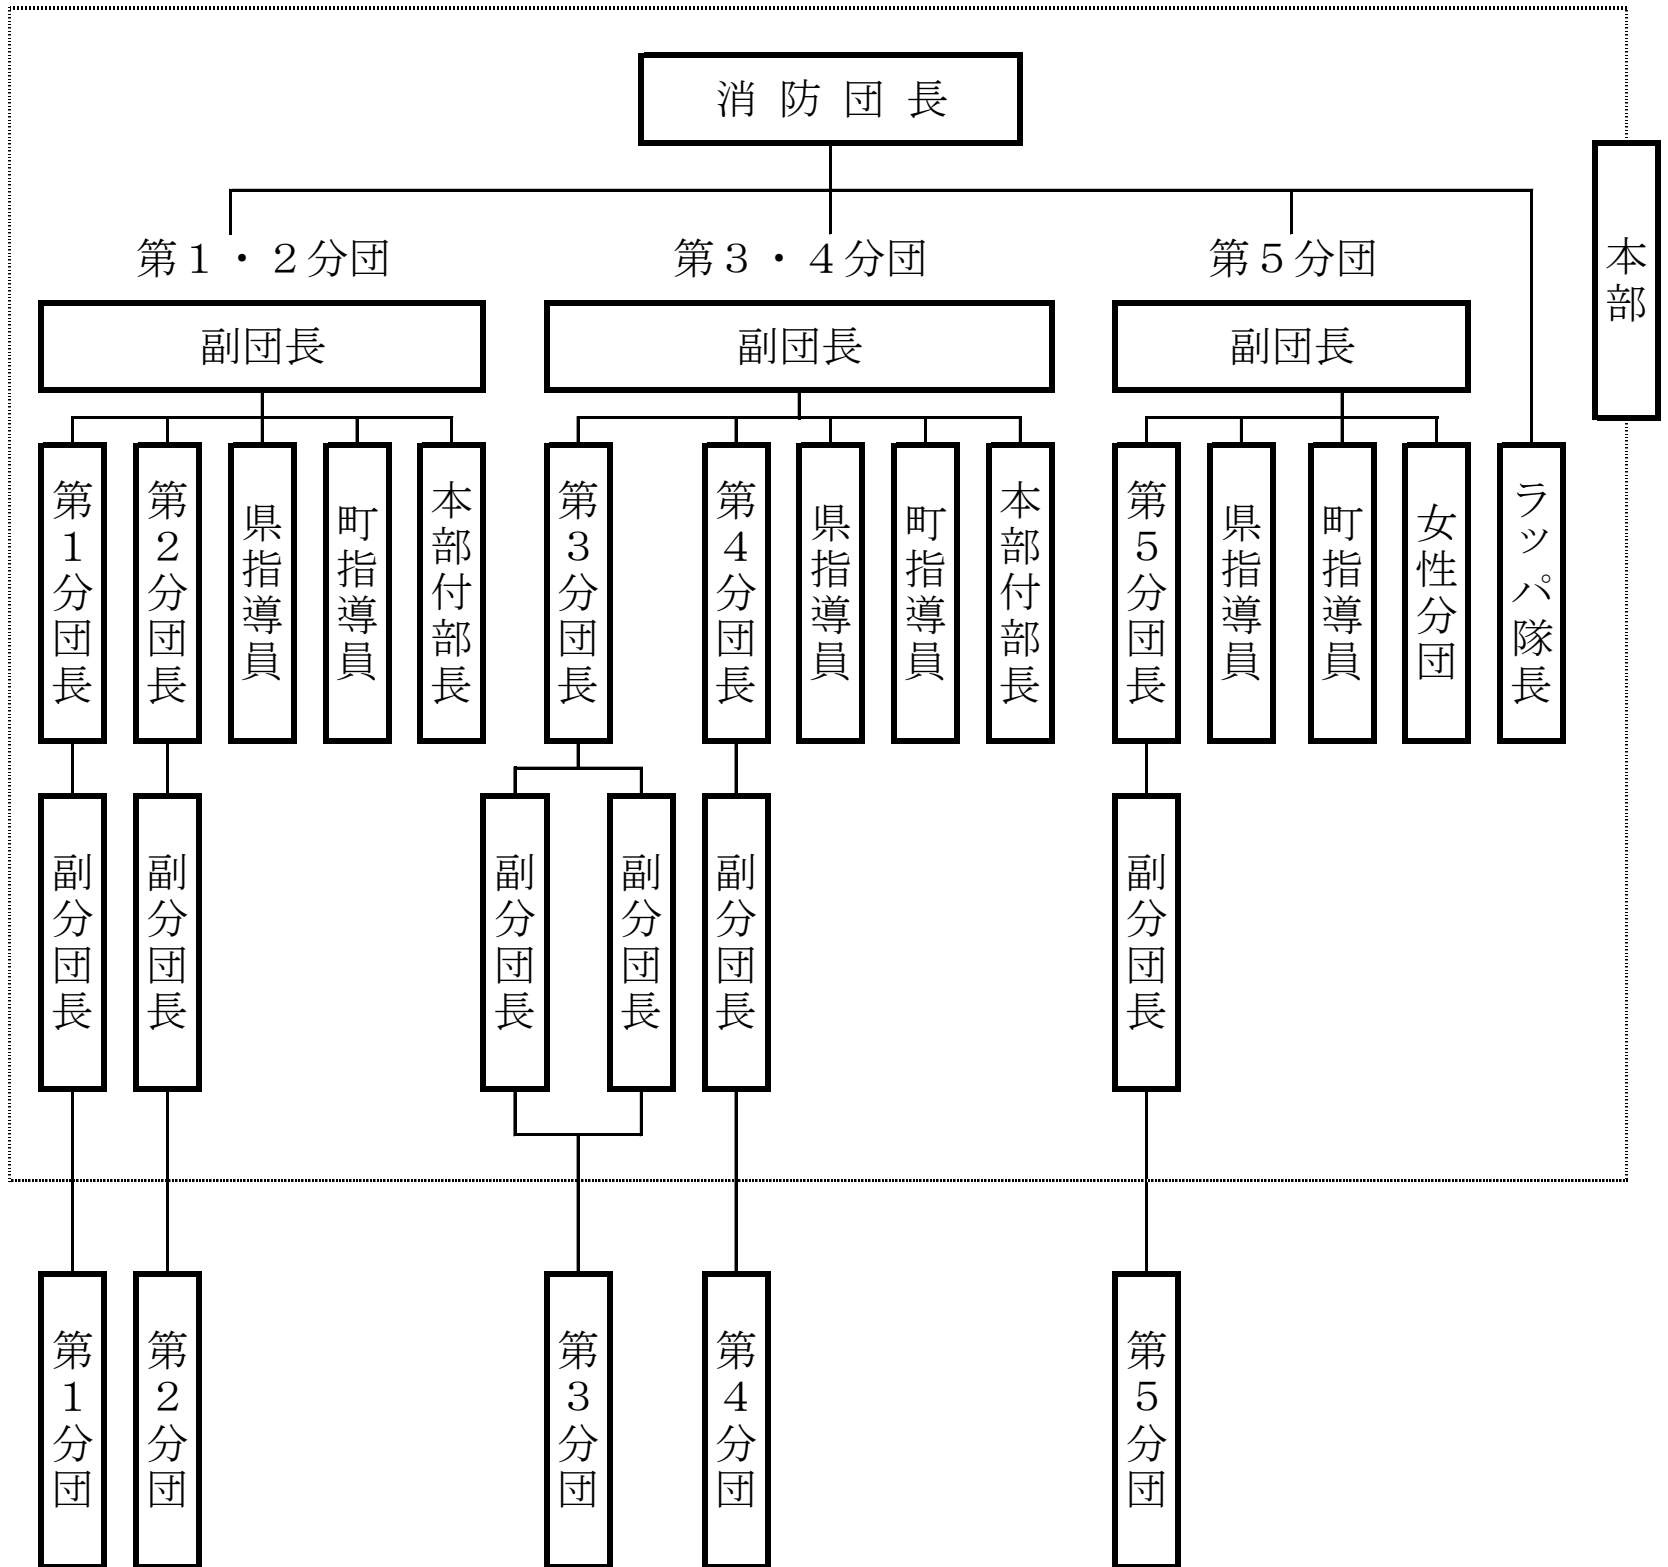 消防団長
本部
第１・２分団
第３・４分団
第５分団
副団長
副団長
副団長
第１分団長
第２分団長
県指導員
町指導員
本部付部長
第３分団長
第４分団長
県指導員
町指導員
本部付部長
第５分団長
県指導員
町指導員
女性分団
ラッパ隊長
副分団長
副分団長
副分団長
副分団長
副分団長
副分団長
第１分団
第２分団
第３分団
第４分団
第５分団